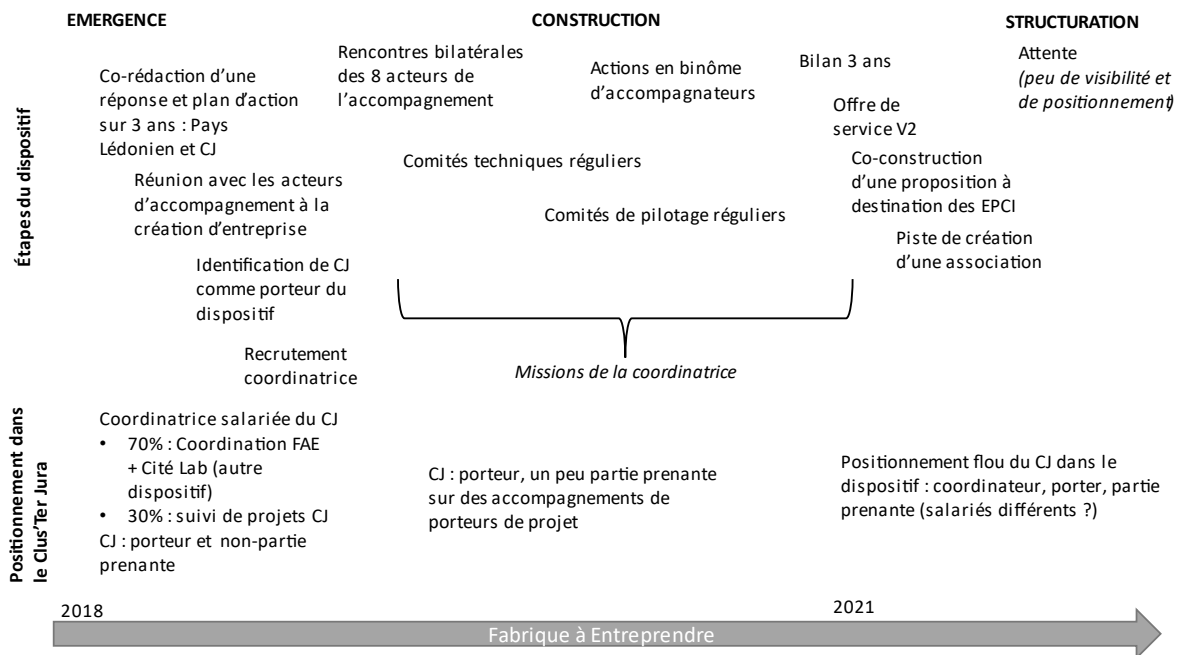 EMERGENCE
CONSTRUCTION
STRUCTURATION
Étapes du dispositif
Co-rédaction d’une
réponse et plan d’action
sur 3 ans : Pays
Lédonien et CJ
Réunion avec les acteurs
d’accompagnement à la
création d’entreprise
Identification de CJ
comme porteur du
dispositif
Recrutement
coordinatrice
Rencontres bilatérales
des 8 acteurs de
l’accompagnement
Actions en binôme
d’accompagnateurs
Comités techniques réguliers
Comités de pilotage réguliers
Missions de la coordinatrice
Bilan 3 ans
Offre de
service V2
Co-construction
d’une proposition à
destination des EPCI
Piste de création
d’une association
Attente
(peu de visibilité et
de positionnement)
Positionnement dans
le Clus’Ter Jura
Coordinatrice salariée du CJ
• 70% : Coordination FAE
+ Cité Lab (autre
dispositif)
• 30% : suivi de projets CJ
CJ : porteur et non-partie
prenante
CJ : porteur, un peu partie prenante
sur des accompagnements de
porteurs de projet
Positionnement flou du CJ dans le
dispositif : coordinateur, porter, partie
prenante (salariés différents ?)
2018
2021
Fabrique à Entreprendre